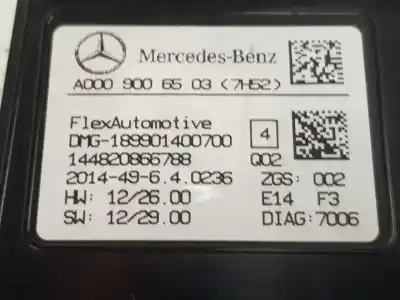 Mercedes-Benz
A000 900 65 03 (7H52)
FlexAutomotive
DMG-189901400700
4
144820866788
Q02
2014-49-6.4.0236
ZGS: 002
HW: 12/26.00
E14 F3
SW: 12/29.00
DIAG:7006